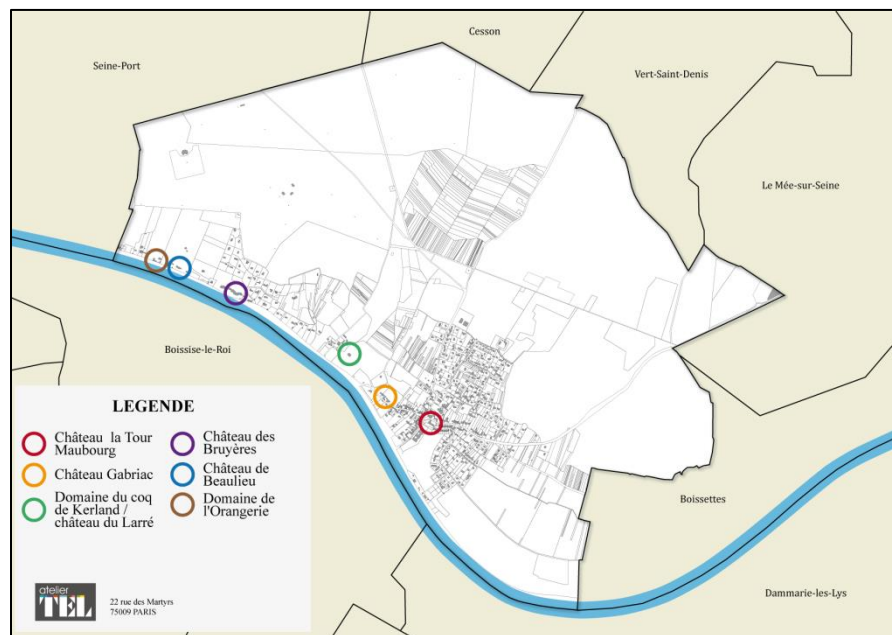 Cesson
Seine-Port
Vert-Saint-Denis
Le Mée-sur-Seine
Boissise-le-Roi
LEGENDE
Château  la Tour
Maubourg
Château des
Bruyères
Château Gabriac
Château de
Beaulieu
Domaine du coq
de Kerland /
château du Larré
Domaine de
l'Orangerie
Boissettes
Dammarie-les-Lys
atelier
TEL
22 rue des Martyrs
75009 PARIS